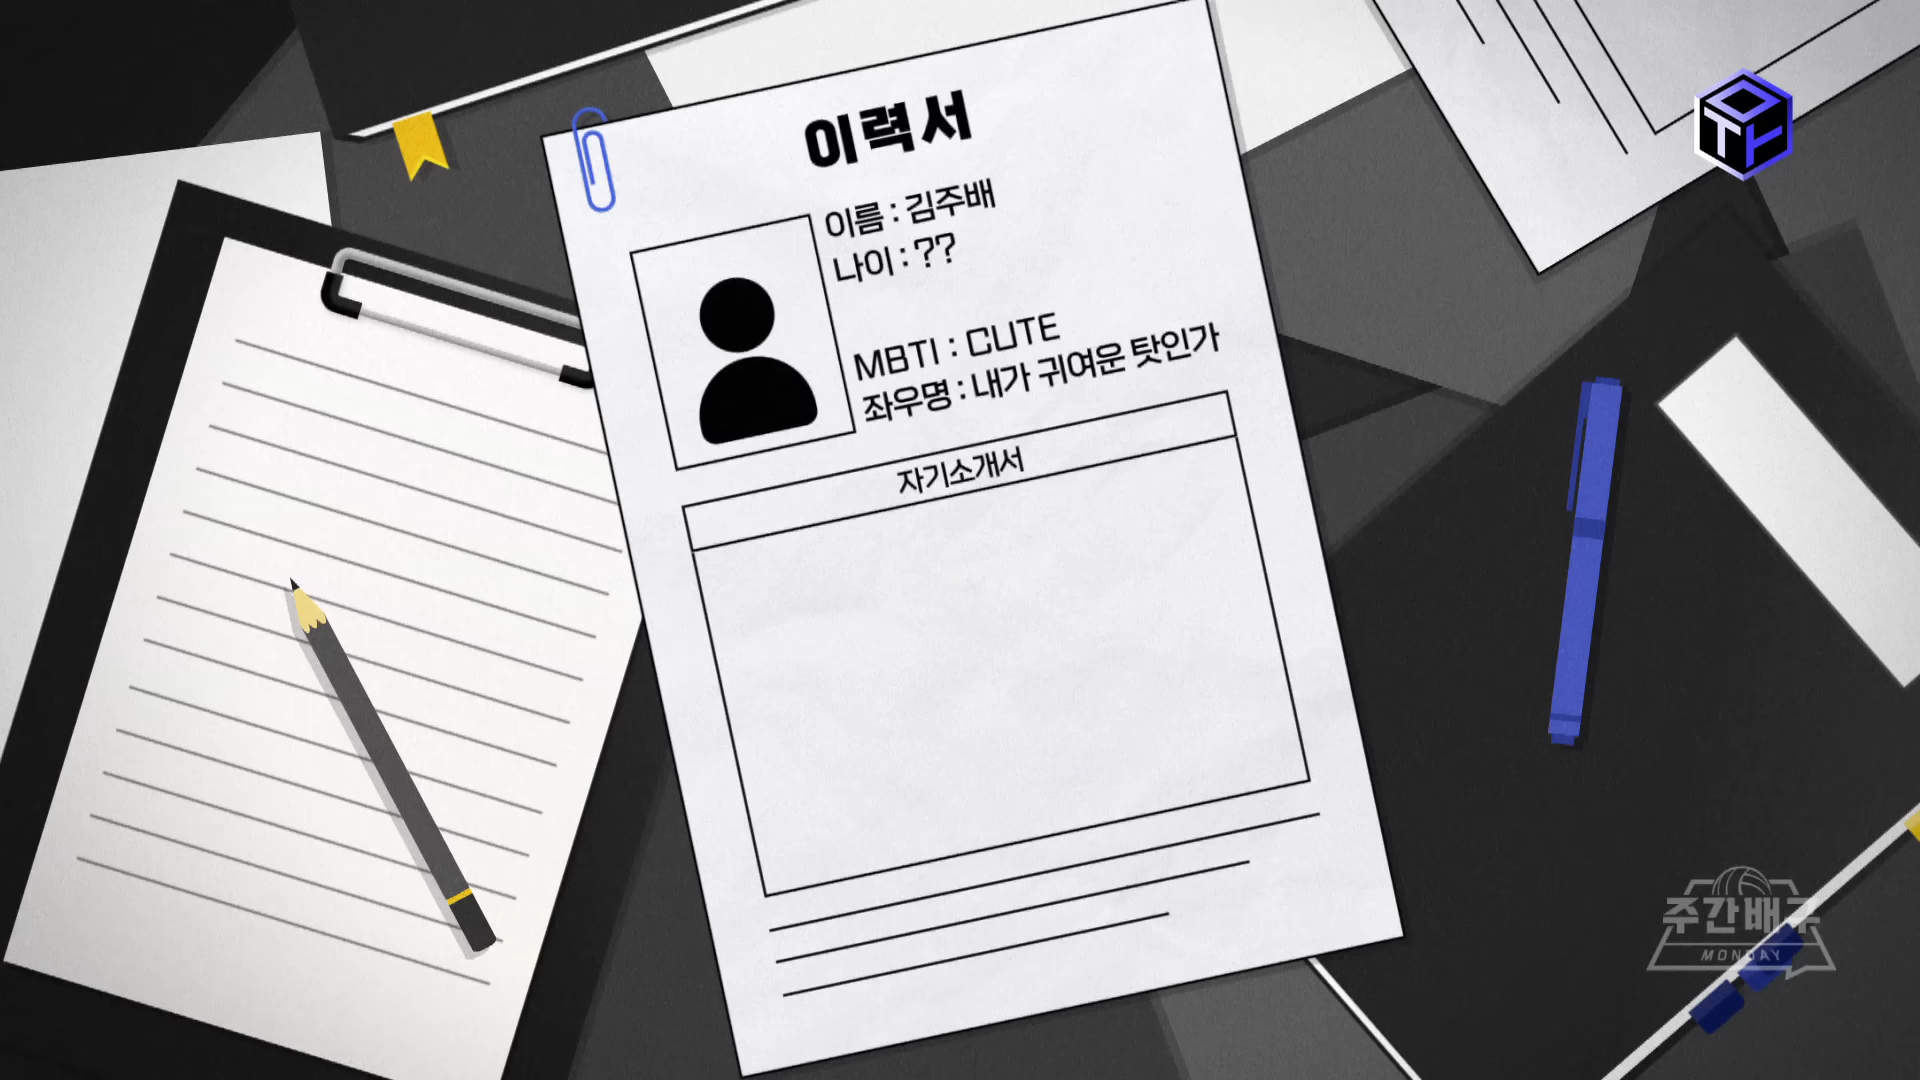 이력서
이름 : 김주배
나이 : ??
MBTI : CUTE
좌우명 : 내가 귀여운 탓인가
자기소개서
주간배구
MONDAY